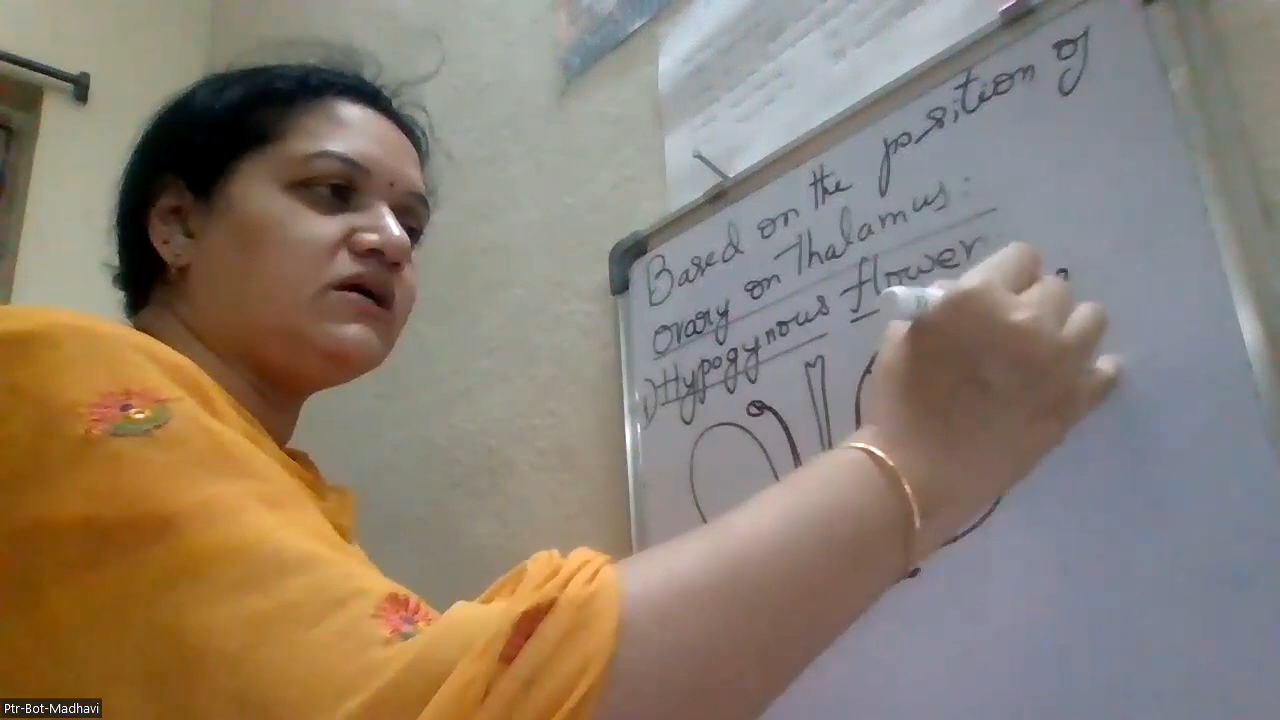 Based on the position of
ovary on Thalamus:
1) Hypogynous flower
Ptr-Bot-Madhavi